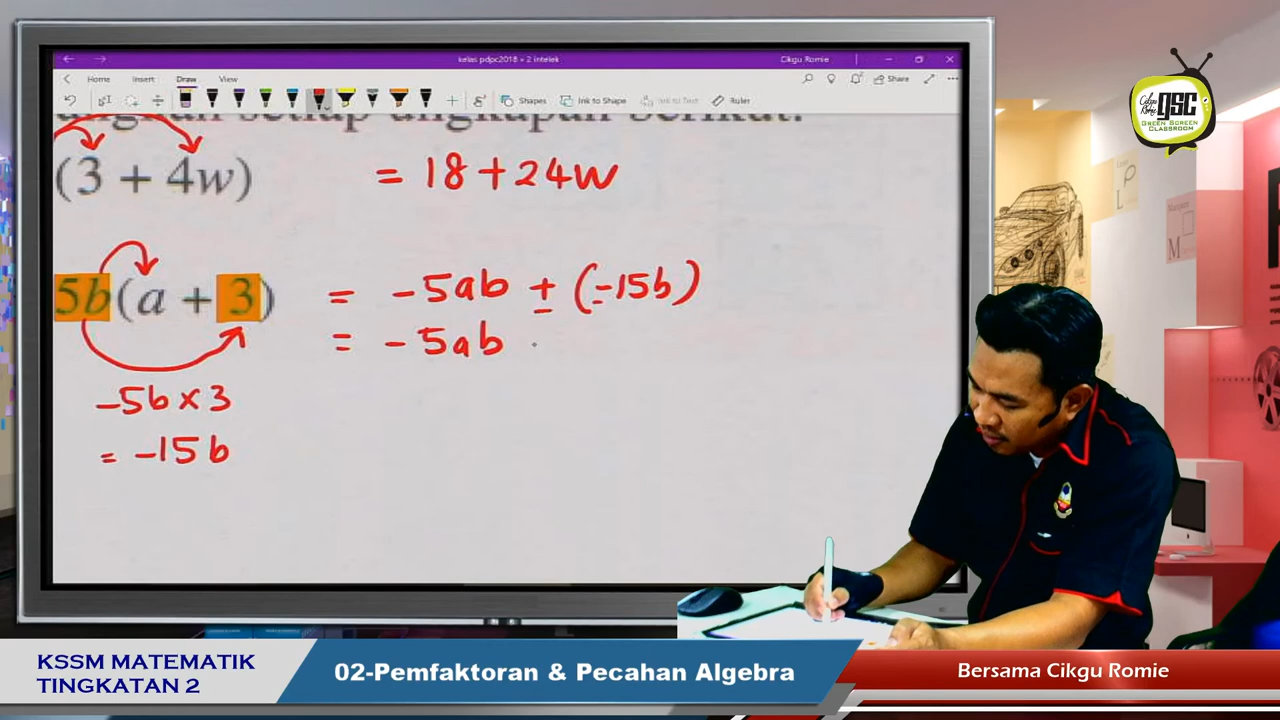 kelas pdpc2018 » 2 intelek
Cikgu Romie
Home Insert Draw View
Share
Shapes Ink to Shape Ink to Text Ruler
ungkapan berikut.
(3 + 4w) = 18 + 24w
5b(a + 3) = -5ab + (-15b)
= -5ab
-5b × 3
= -15b
Cikgu Romie GSC
GREEN SCREEN
CLASSROOM
L
M
KSSM MATEMATIK
TINGKATAN 2
02-Pemfaktoran & Pecahan Algebra
Bersama Cikgu Romie